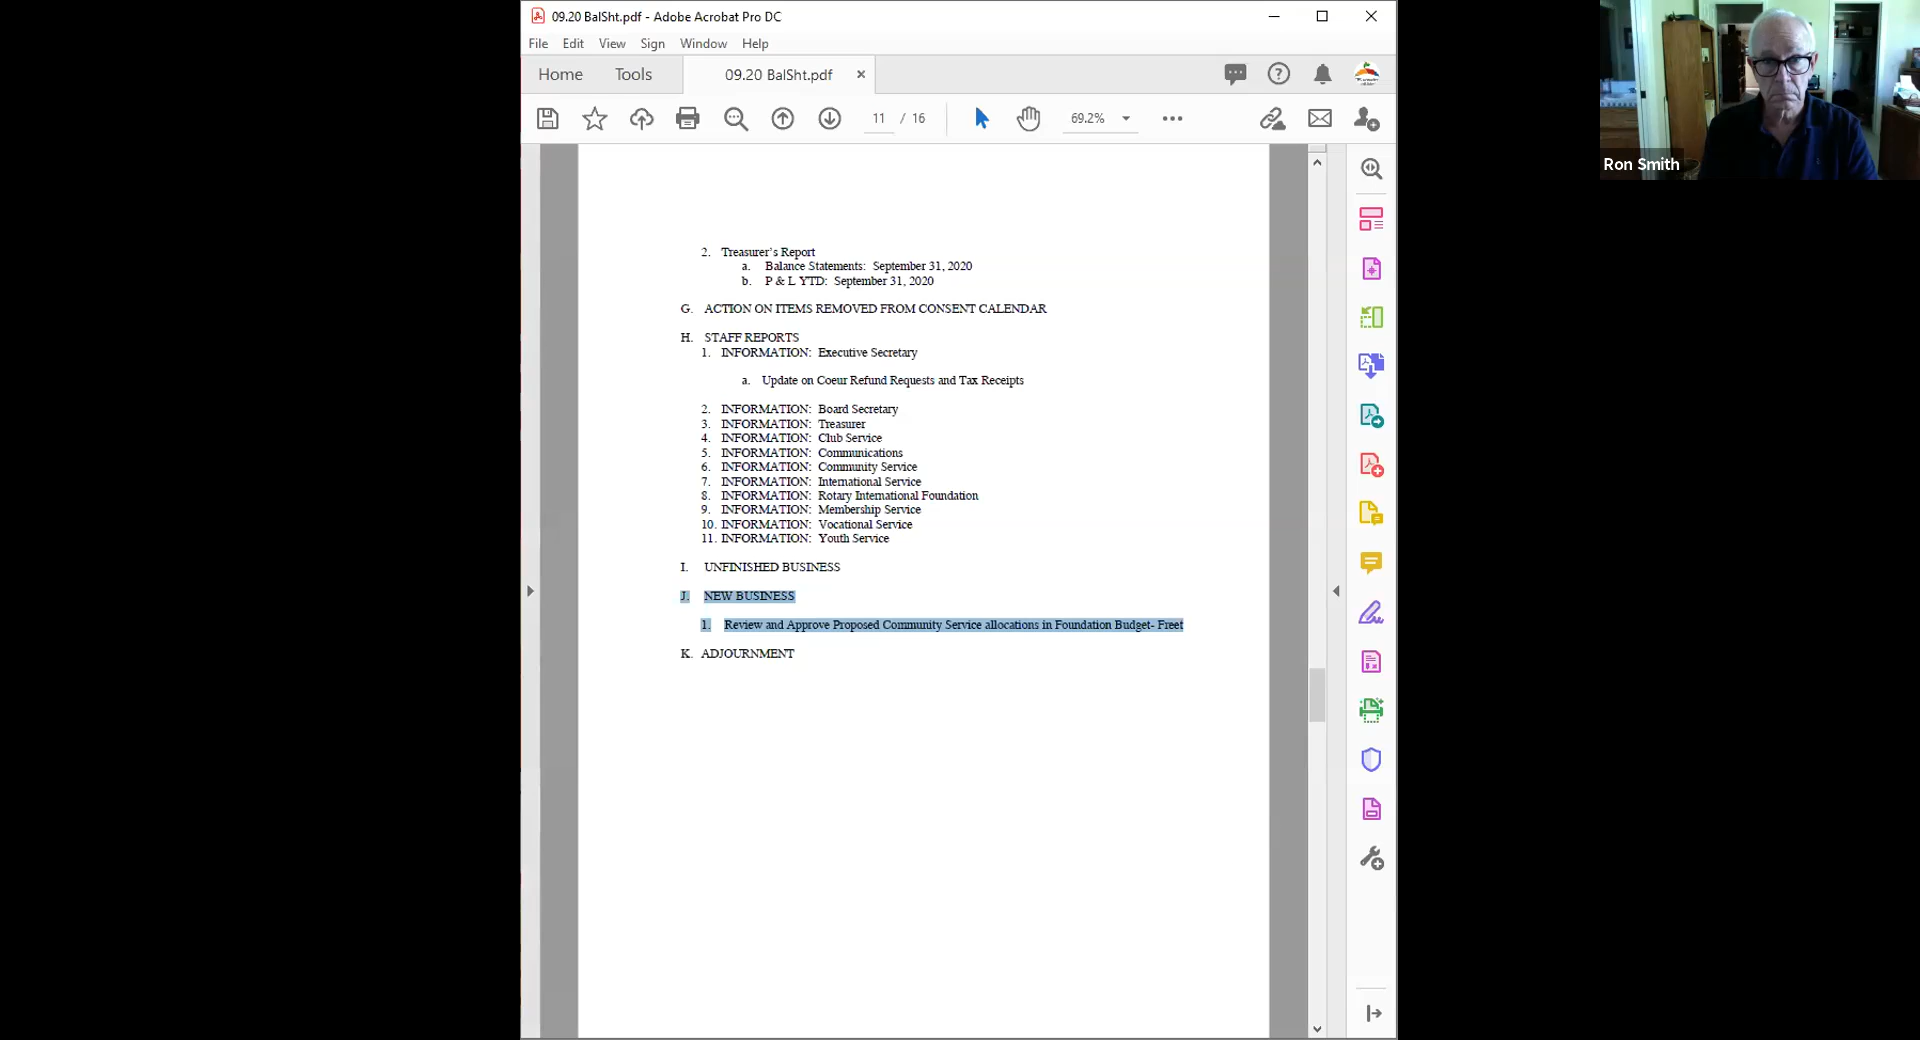 09.20 BalSht.pdf - Adobe Acrobat Pro DC
File Edit View Sign Window Help
Home Tools 09.20 BalSht.pdf
11 / 16 69.2%
2. Treasurer's Report
a. Balance Statements: September 31, 2020
b. P & L YTD: September 31, 2020
G. ACTION ON ITEMS REMOVED FROM CONSENT CALENDAR
H. STAFF REPORTS
1. INFORMATION: Executive Secretary
a. Update on Coeur Refund Requests and Tax Receipts
2. INFORMATION: Board Secretary
3. INFORMATION: Treasurer
4. INFORMATION: Club Service
5. INFORMATION: Communications
6. INFORMATION: Community Service
7. INFORMATION: International Service
8. INFORMATION: Rotary International Foundation
9. INFORMATION: Membership Service
10. INFORMATION: Vocational Service
11. INFORMATION: Youth Service
I. UNFINISHED BUSINESS
J. NEW BUSINESS
1. Review and Approve Proposed Community Service allocations in Foundation Budget- Freet
K. ADJOURNMENT
Ron Smith